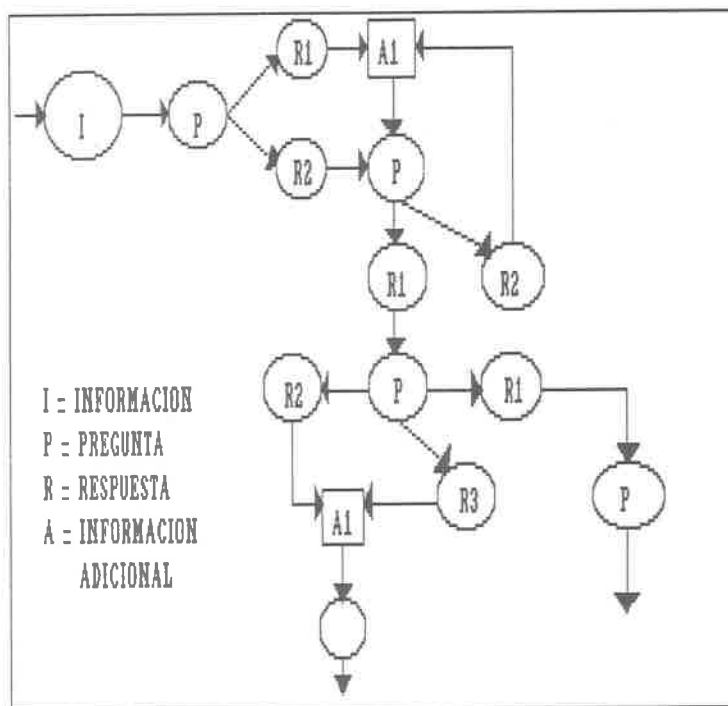 R1
A1
I
P
R2
P
R1
R2
R2
P
R1
I = INFORMACION
P = PREGUNTA
R = RESPUESTA
A = INFORMACION
ADICIONAL
R3
P
A1